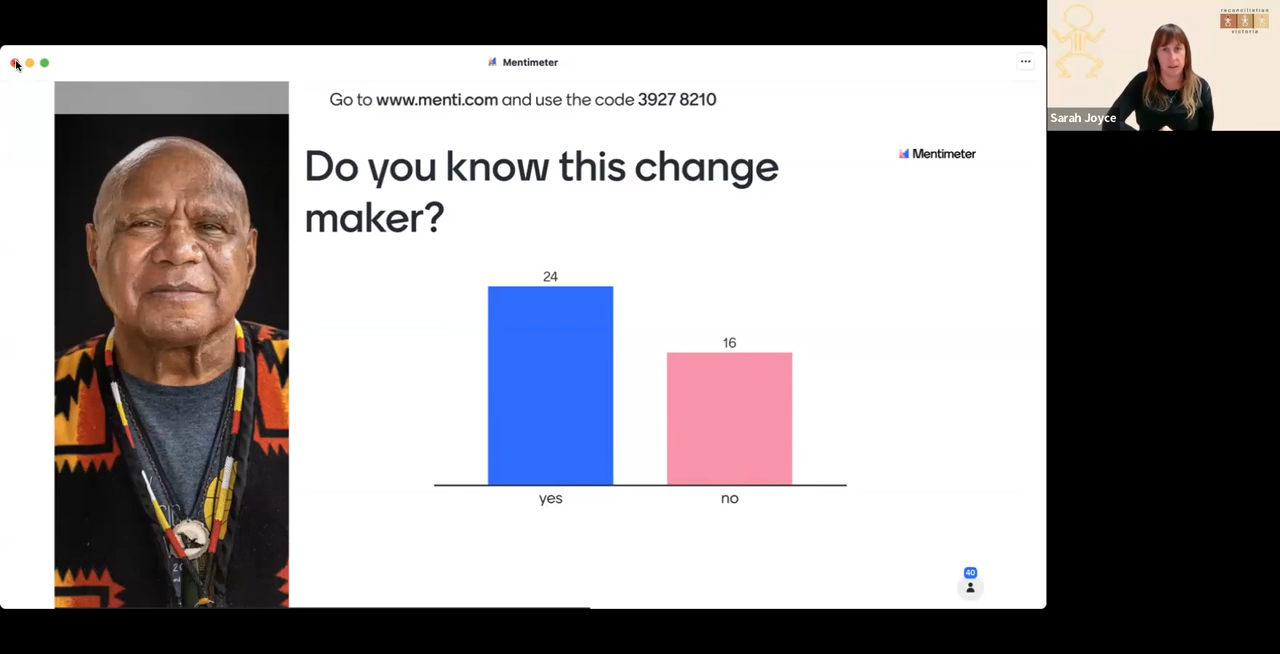 Mentimeter
Go to www.menti.com and use the code 3927 8210
Mentimeter
Do you know this change
maker?
24
16
yes
no
40
reconciliation
victoria
Sarah Joyce